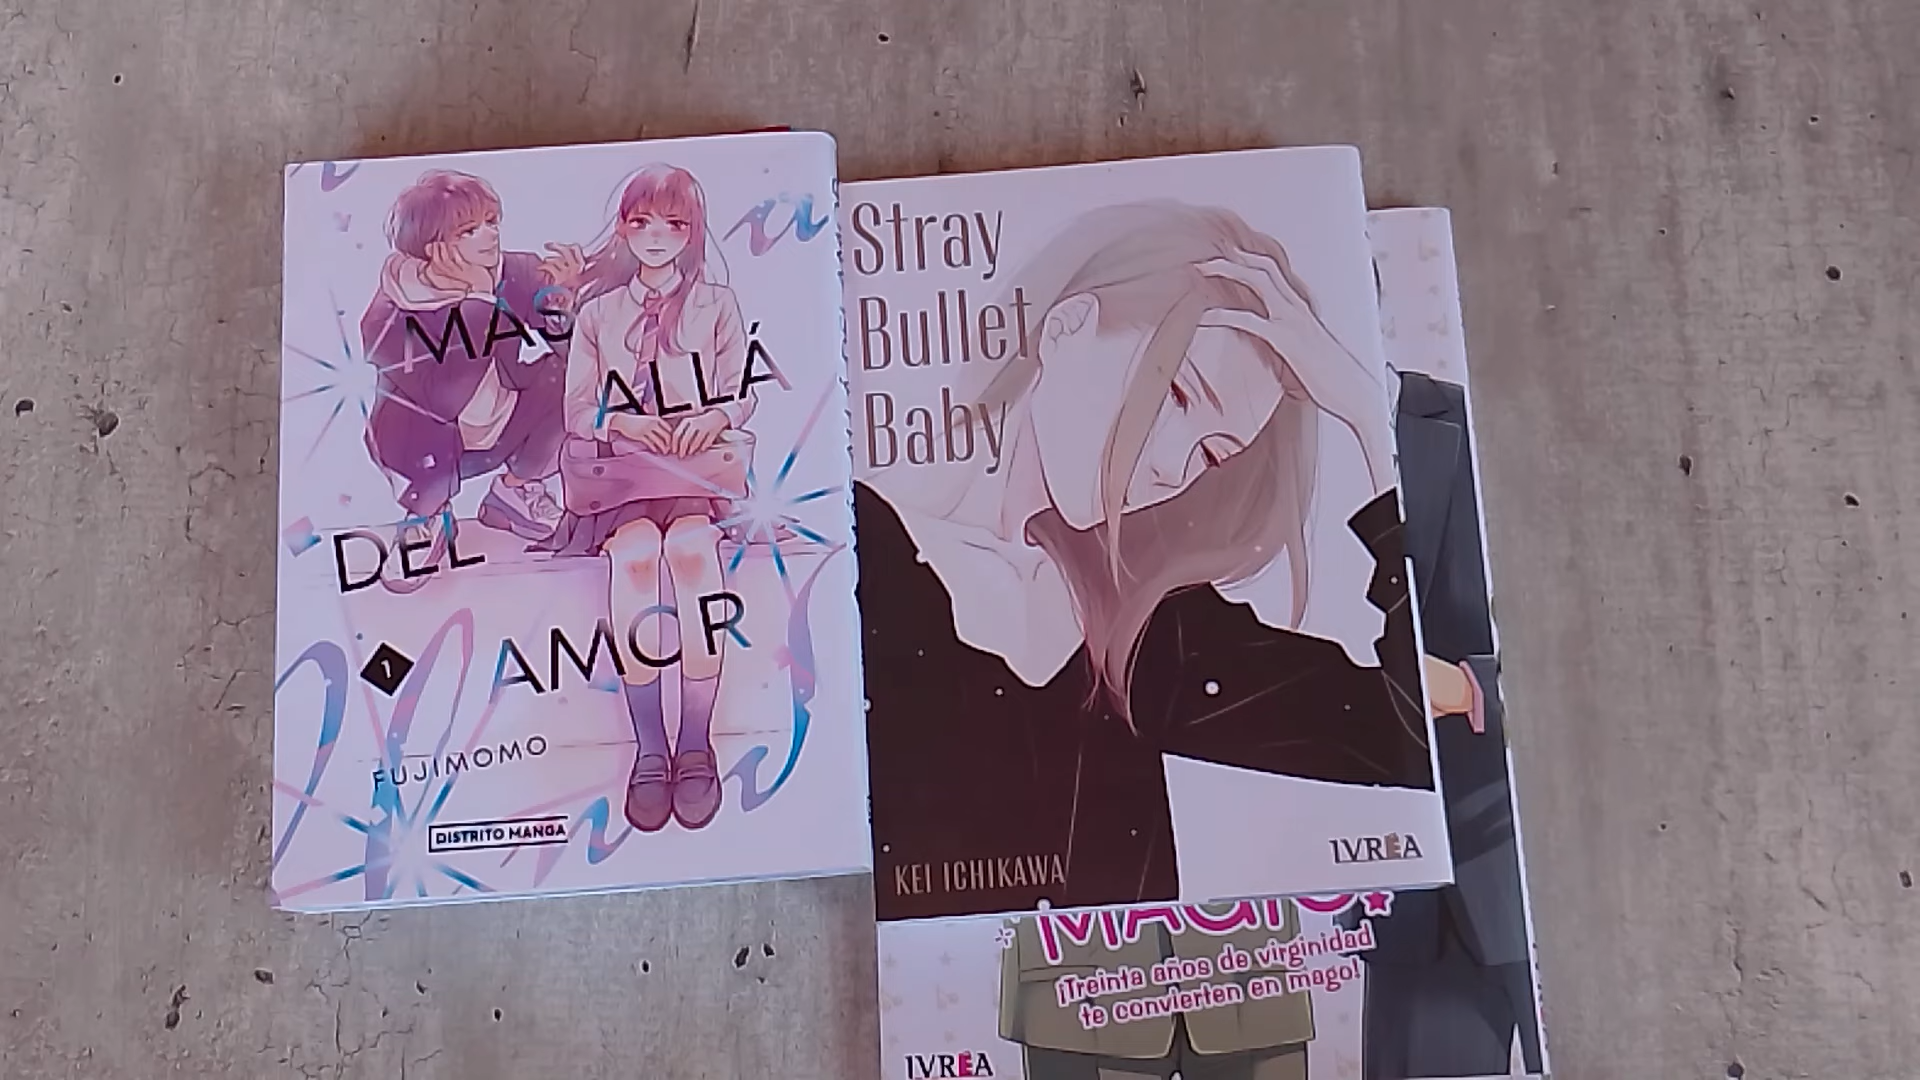 MÁS
ALLÁ
DEL
AMOR
1
FUJIMOMO
DISTRITO MANGA
Stray
Bullet
Baby
KEI ICHIKAWA
IVREA
¡Treinta años de virginidad
te convierten en mago!
IVREA